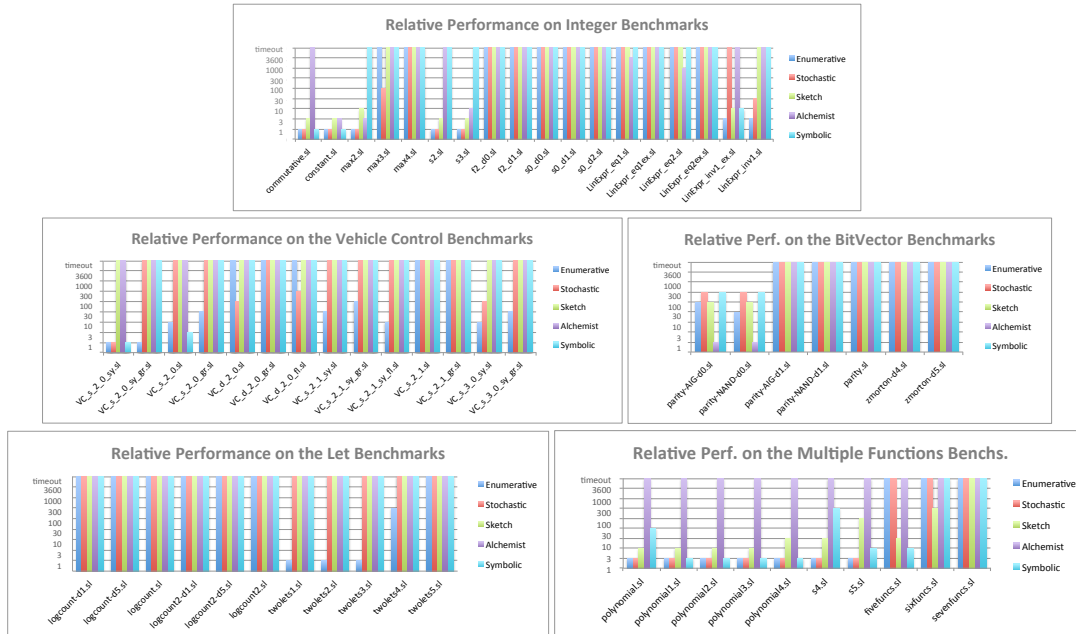 Relative Performance on Integer Benchmarks
timeout
3600
1000
300
100
30
10
3
1
Enumerative
Stochastic
Sketch
Alchemist
Symbolic
commutative.sl
constant.sl
max2.sl
max3.sl
max4.sl
s2.sl
s3.sl
f2_d0.sl
f2_d1.sl
s0_d0.sl
s0_d1.sl
s0_d2.sl
LinExpr_eq1.sl
LinExpr_eq1ex.sl
LinExpr_eq2.sl
LinExpr_eq2ex.sl
LinExpr_inv1_ex.sl
LinExpr_inv1.sl
Relative Performance on the Vehicle Control Benchmarks
timeout
3600
1000
300
100
30
10
3
1
Enumerative
Stochastic
Sketch
Alchemist
Symbolic
VC_s_2_0_sy.sl
VC_s_2_0_sy_gr.sl
VC_s_2_0.sl
VC_s_2_0_gr.sl
VC_d_2_0.sl
VC_d_2_0_gr.sl
VC_d_2_0_fl.sl
VC_s_2_1_sy.sl
VC_s_2_1_sy_gr.sl
VC_s_2_1_sy_fl.sl
VC_s_2_1.sl
VC_s_2_1_gr.sl
VC_s_3_0_sy.sl
VC_s_3_0_sy_gr.sl
Relative Perf. on the BitVector Benchmarks
timeout
3600
1000
300
100
30
10
3
1
Enumerative
Stochastic
Sketch
Alchemist
Symbolic
parity-AIG-d0.sl
parity-NAND-d0.sl
parity-AIG-d1.sl
parity-NAND-d1.sl
parity.sl
zmorton-d4.sl
zmorton-d5.sl
Relative Performance on the Let Benchmarks
timeout
3600
1000
300
100
30
10
3
1
Enumerative
Stochastic
Sketch
Alchemist
Symbolic
logcount-d1.sl
logcount-d5.sl
logcount.sl
logcount2-d1.sl
logcount2-d5.sl
logcount2.sl
twolets1.sl
twolets2.sl
twolets3.sl
twolets4.sl
twolets5.sl
Relative Perf. on the Multiple Functions Benchs.
timeout
3600
1000
300
100
30
10
3
1
Enumerative
Stochastic
Sketch
Alchemist
Symbolic
polynomial.sl
polynomial1.sl
polynomial2.sl
polynomial3.sl
polynomial4.sl
s4.sl
s5.sl
fivefuncs.sl
sixfuncs.sl
sevenfuncs.sl